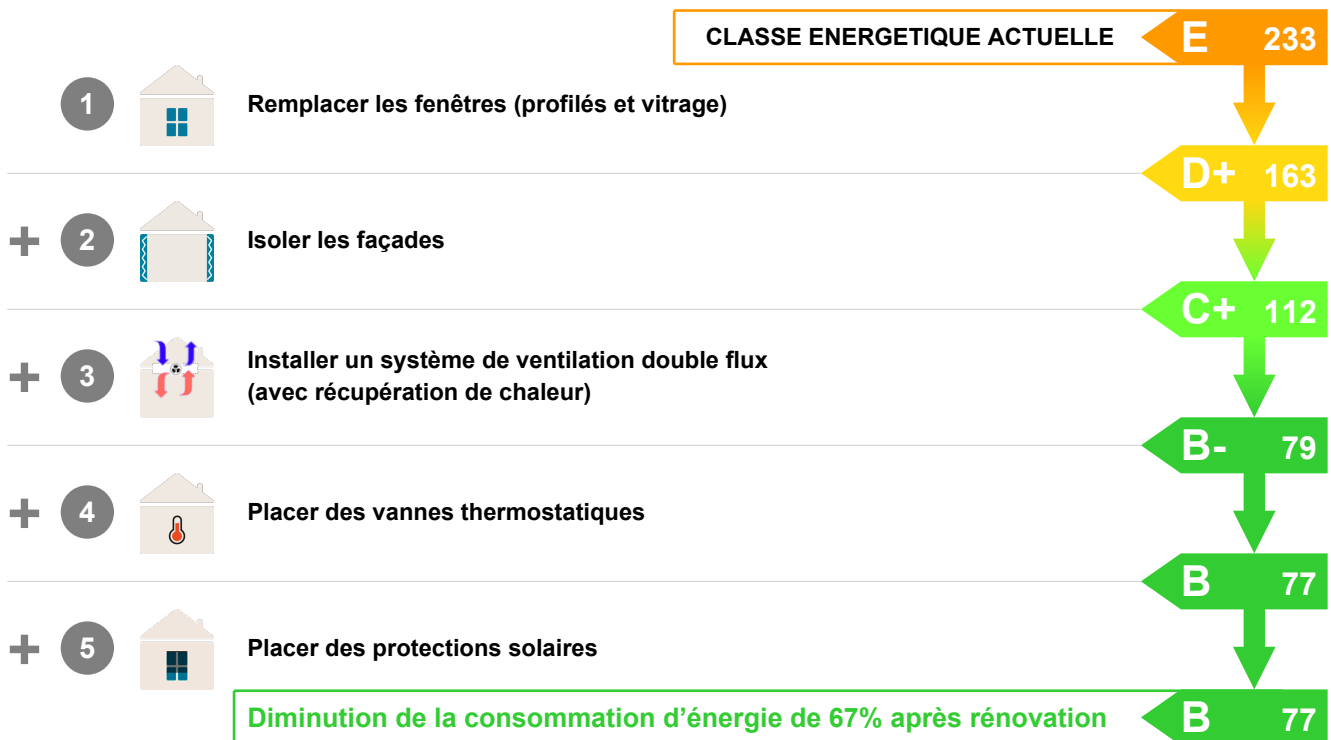 CLASSE ENERGETIQUE ACTUELLE E 233
1 Remplacer les fenêtres (profilés et vitrage)
D+ 163
+ 2 Isoler les façades
C+ 112
+ 3 Installer un système de ventilation double flux
(avec récupération de chaleur)
B- 79
+ 4 Placer des vannes thermostatiques
B 77
+ 5 Placer des protections solaires
Diminution de la consommation d’énergie de 67% après rénovation B 77